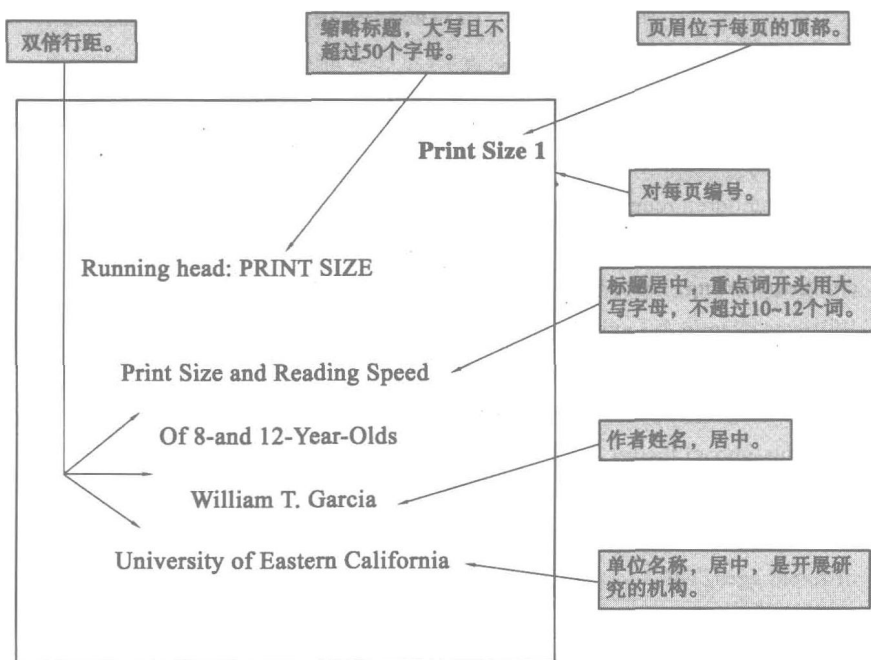 双倍行距。
缩略标题，大写且不
超过50个字母。
页眉位于每页的顶部。
Print Size 1
对每页编号。
Running head: PRINT SIZE
标题居中，重点词开头用大
写字母，不超过10~12个词。
Print Size and Reading Speed
Of 8-and 12-Year-Olds
作者姓名，居中。
William T. Garcia
University of Eastern California
单位名称，居中，是开展研
究的机构。